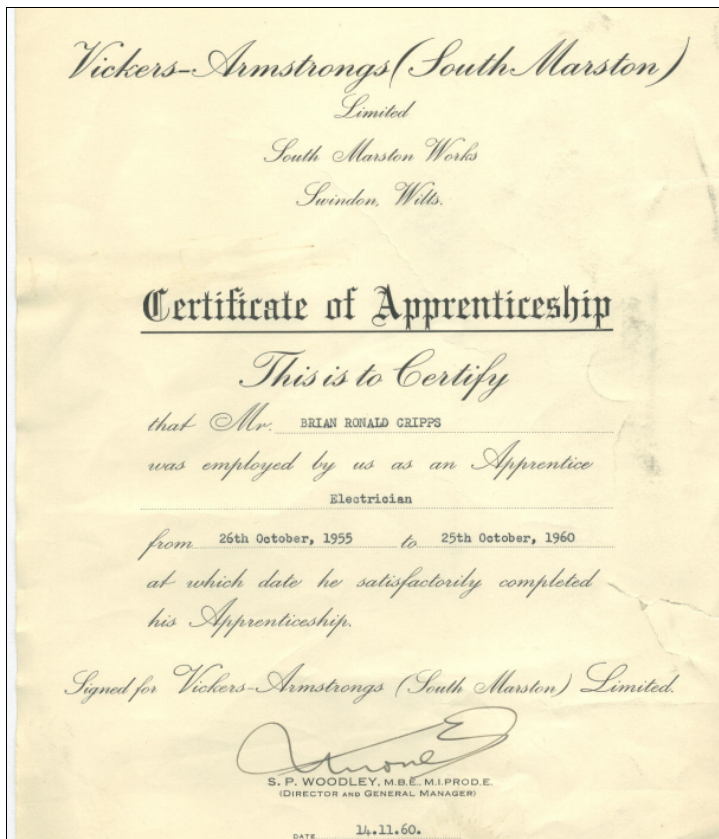 Vickers-Armstrongs (South Marston)
Limited
South Marston Works
Swindon, Wilts.
Certificate of Apprenticeship
This is to Certify
that Mr. BRIAN RONALD CRIPPS
was employed by us as an Apprentice
Electrician
from 26th October, 1955 to 25th October, 1960
at which date he satisfactorily completed
his Apprenticeship.
Signed for Vickers-Armstrongs (South Marston) Limited.
S. P. WOODLEY, M.B.E., M.I.PROD.E.
(DIRECTOR AND GENERAL MANAGER)
DATE 14.11.60.